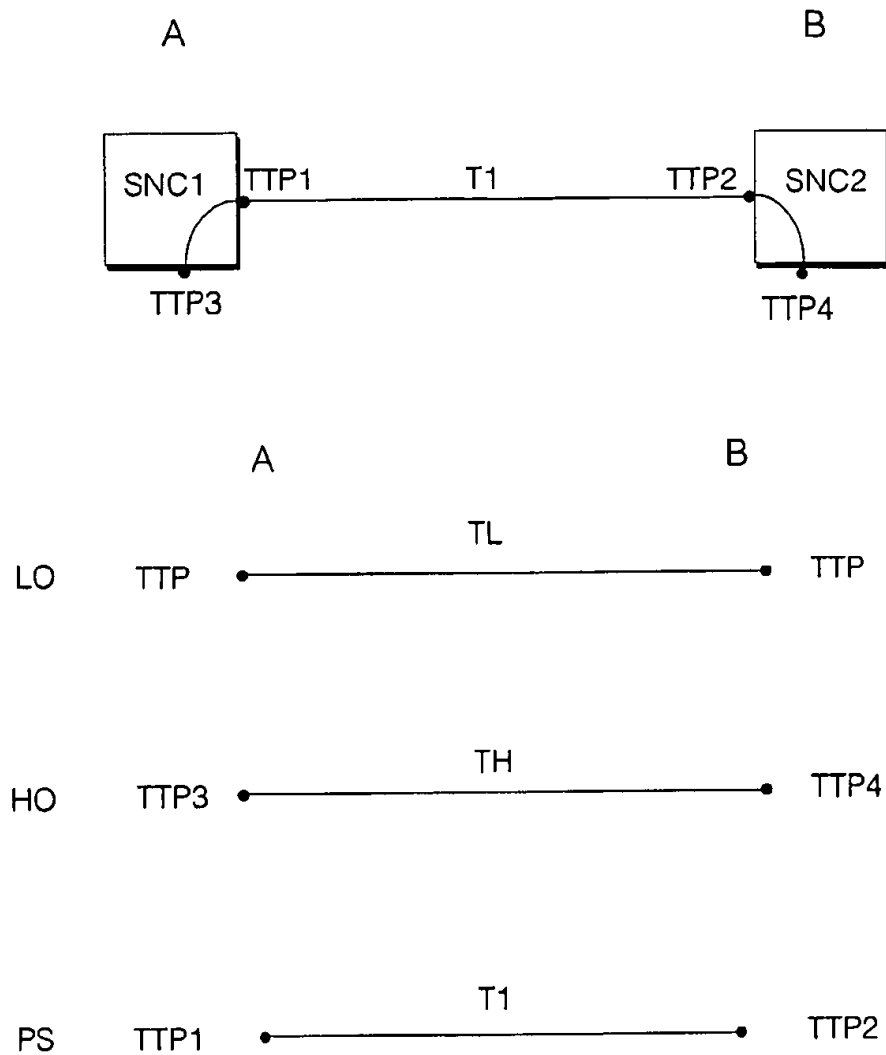 A B
SNC1 TTP1 T1 TTP2 SNC2
TTP3 TTP4
A B
TL
LO TTP TTP
TH
HO TTP3 TTP4
T1
PS TTP1 TTP2